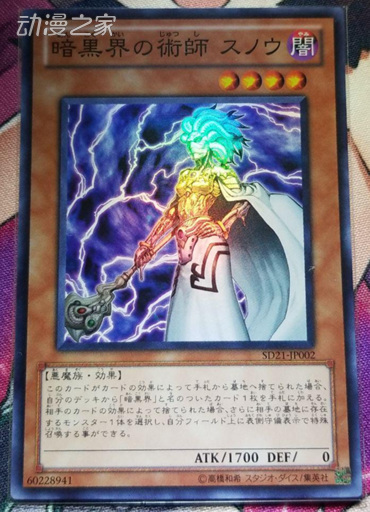 动漫之家
暗黒界の術師 スノウ
闇
SD21-JP002
【悪魔族・効果】
このカードがカードの効果によって手札から墓地へ捨てられた場合、
自分のデッキから「暗黒界」と名のついたカード1枚を手札に加える。
相手のカードの効果によって捨てられた場合、さらに相手の墓地に存在
するモンスター1体を選択し、自分フィールド上に表側守備表示で特殊
召喚する事ができる。
ATK/1700 DEF/ 0
60228941
©高橋和希 スタジオ・ダイス/集英社